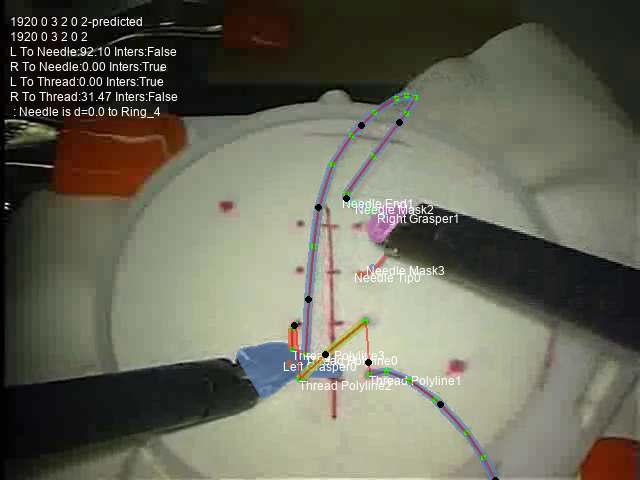 1920 0 3 2 0 2-predicted
1920 0 3 2 0 2
L To Needle:92.10 Inters:False
R To Needle:0.00 Inters:True
L To Thread:0.00 Inters:True
R To Thread:31.47 Inters:False
: Needle is d=0.0 to Ring_4
Needle End1
Needle Mask2
Right Grasper1
Needle Mask3
Needle Tip0
Thread Polyline3
Thread Polyline0
Left Grasper0
Thread Polyline1
Thread Polyline2